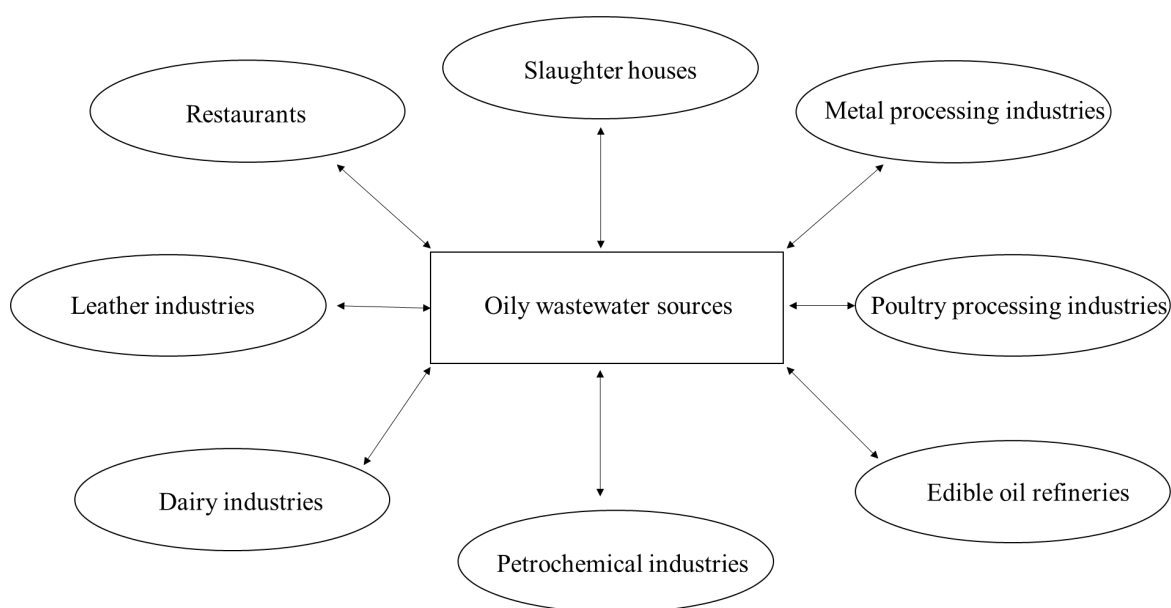 Slaughter houses
Restaurants
Metal processing industries
Leather industries
Oily wastewater sources
Poultry processing industries
Dairy industries
Edible oil refineries
Petrochemical industries